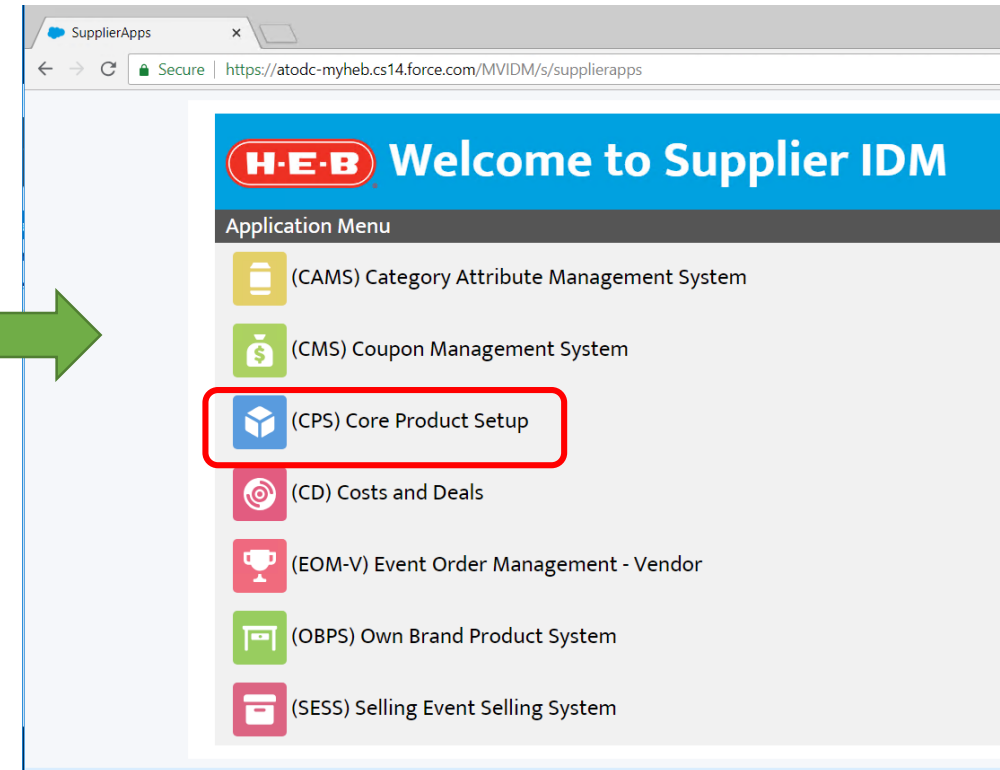 SupplierApps
Secure | https://atodc-myheb.cs14.force.com/MVIDM/s/supplierapps
H-E-B Welcome to Supplier IDM
Application Menu
(CAMS) Category Attribute Management System
$ (CMS) Coupon Management System
(CPS) Core Product Setup
(CD) Costs and Deals
(EOM-V) Event Order Management - Vendor
(OBPS) Own Brand Product System
(SESS) Selling Event Selling System